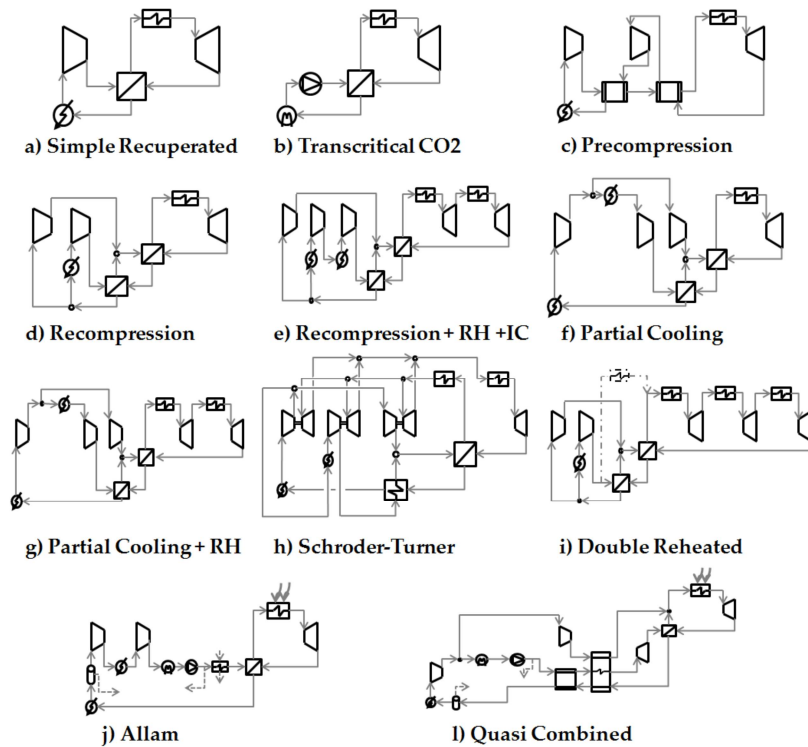 a) Simple Recuperated
b) Transcritical CO2
c) Precompression
d) Recompression
e) Recompression + RH +IC
f) Partial Cooling
g) Partial Cooling + RH
h) Schroder-Turner
i) Double Reheated
j) Allam
l) Quasi Combined